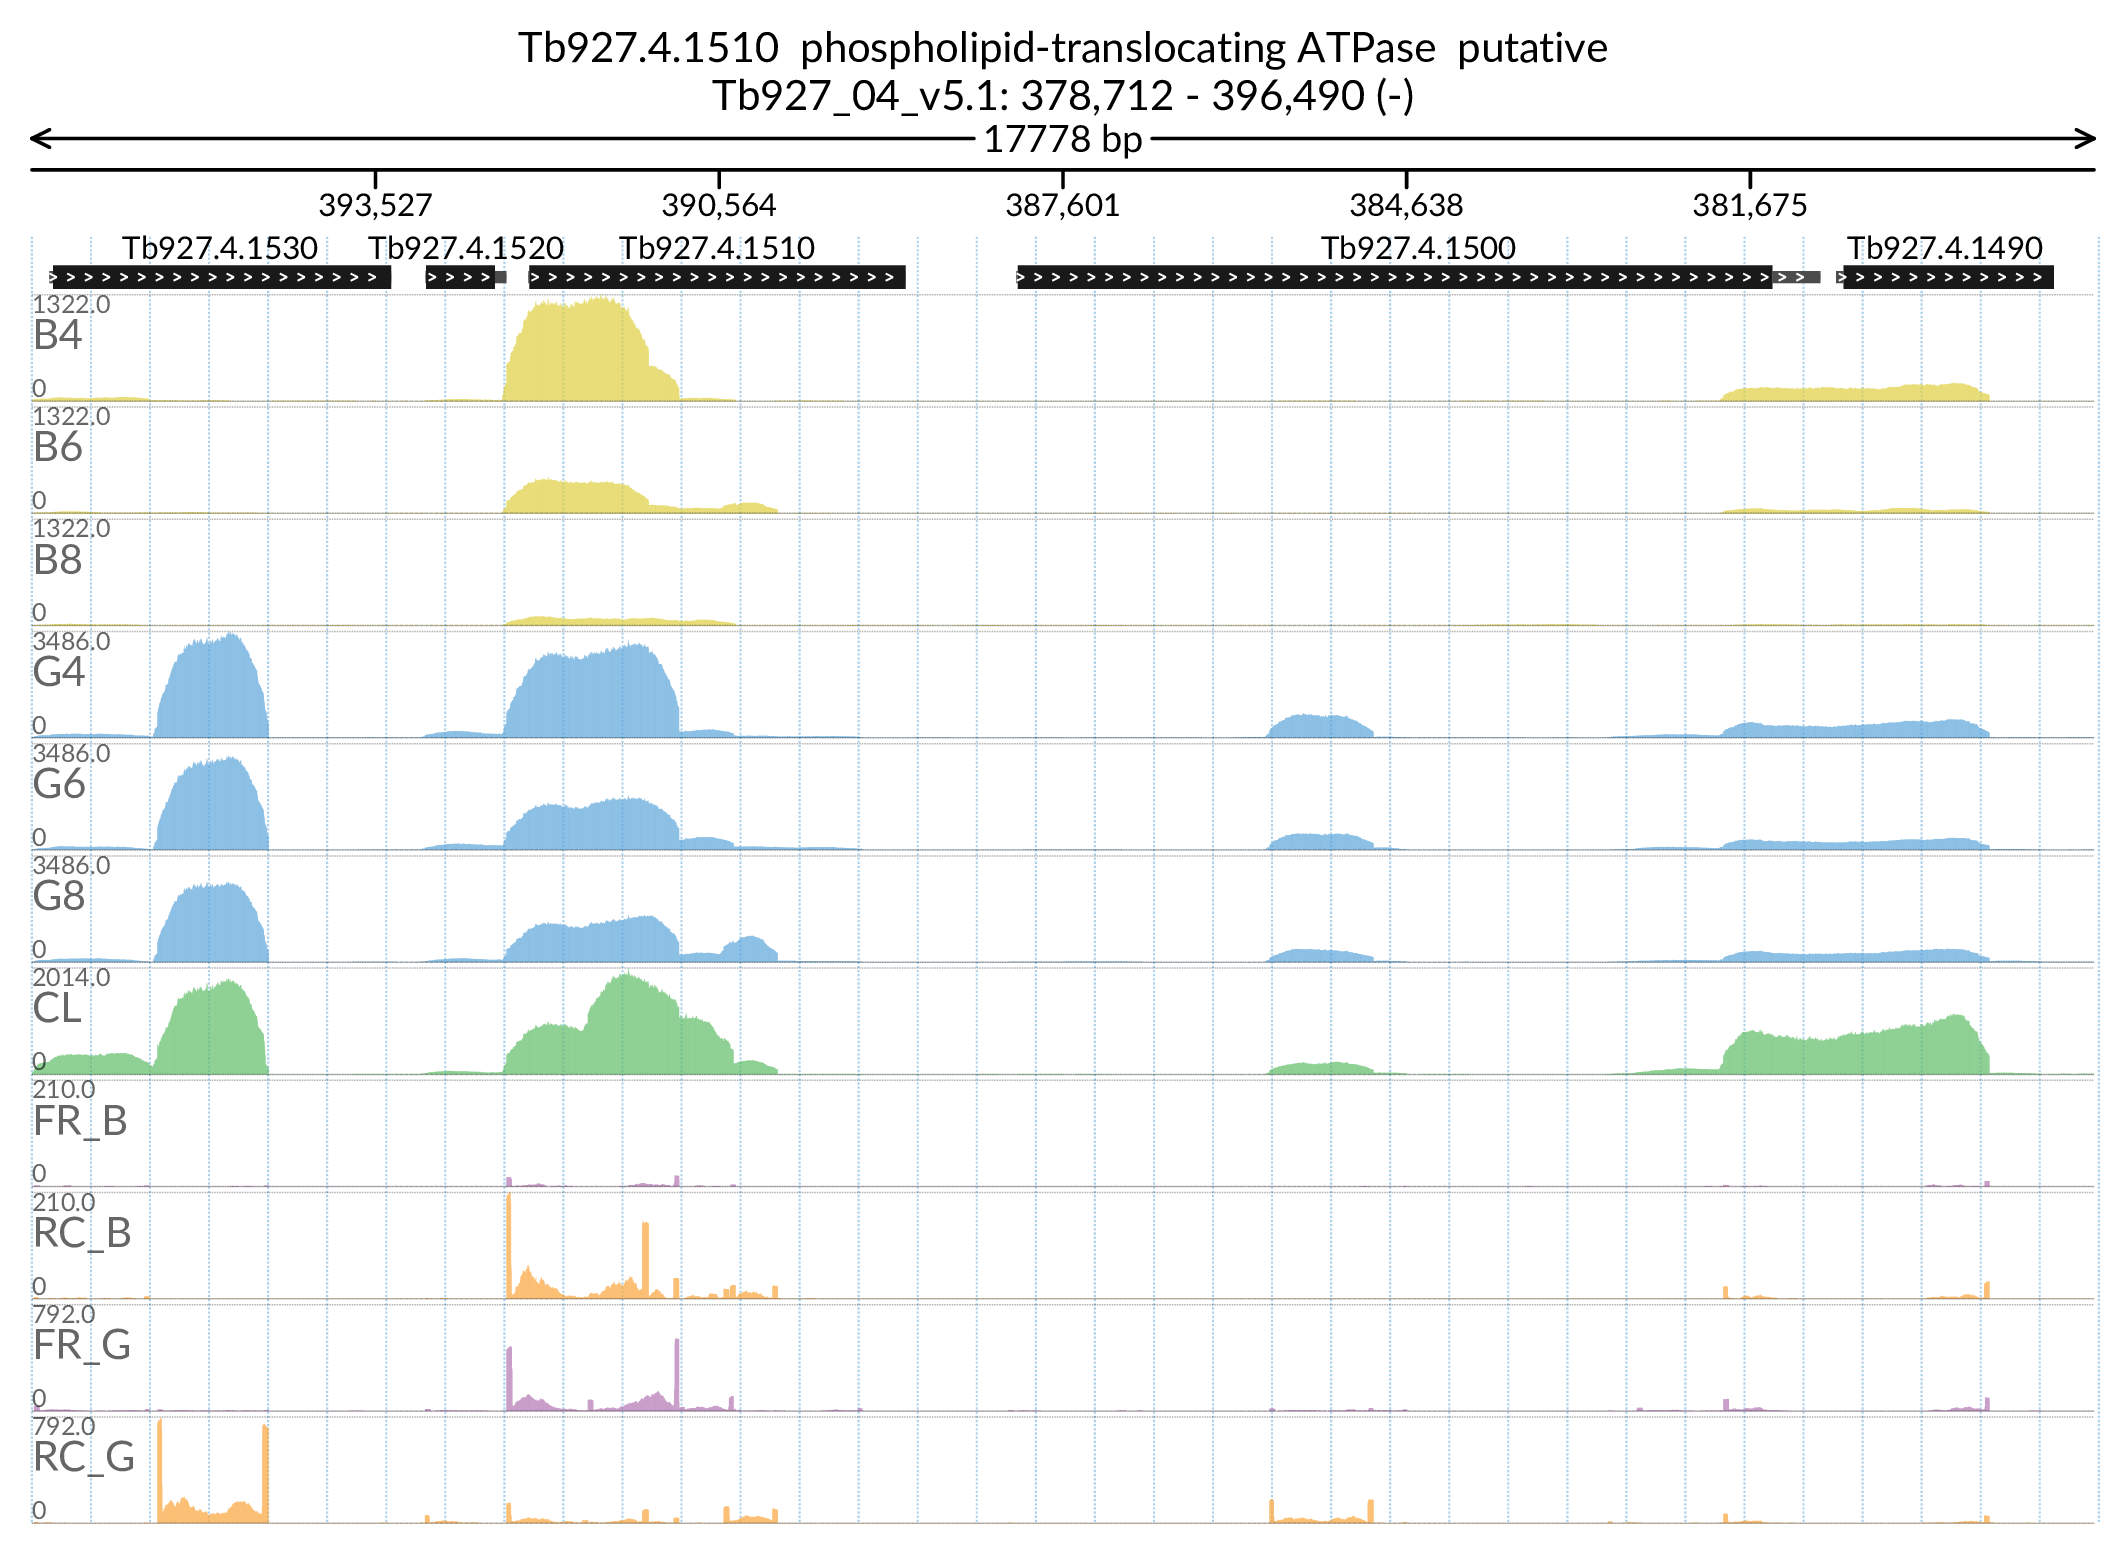 Tb927.4.1510 phospholipid-translocating ATPase putative
Tb927_04_v5.1: 378,712 - 396,490 (-)
17778 bp
393,527 390,564 387,601 384,638 381,675
Tb927.4.1530 Tb927.4.1520 Tb927.4.1510 Tb927.4.1500 Tb927.4.1490
1322.0
B4
0
1322.0
B6
0
1322.0
B8
0
3486.0
G4
0
3486.0
G6
0
3486.0
G8
0
2014.0
CL
0
210.0
FR_B
0
210.0
RC_B
0
792.0
FR_G
0
792.0
RC_G
0